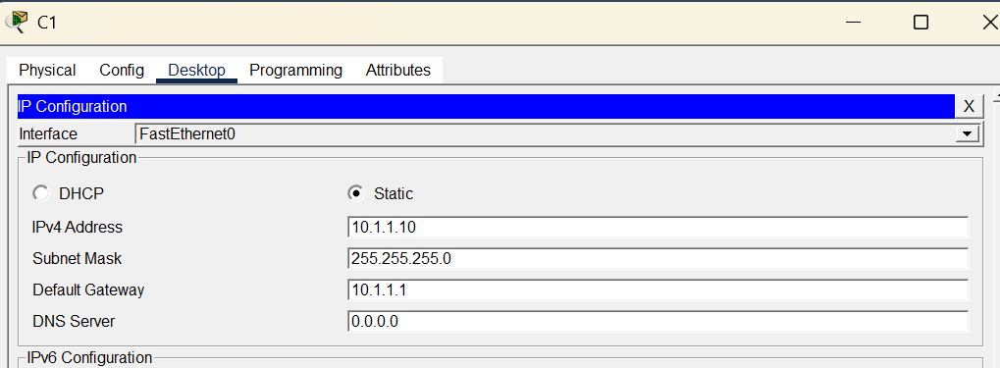 C1
Physical Config Desktop Programming Attributes
IP Configuration X
Interface FastEthernet0
IP Configuration
DHCP Static
IPv4 Address 10.1.1.10
Subnet Mask 255.255.255.0
Default Gateway 10.1.1.1
DNS Server 0.0.0.0
IPv6 Configuration